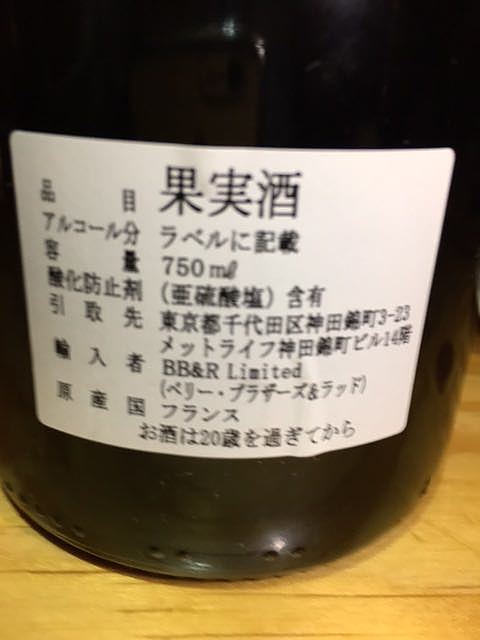 品目 果実酒
アルコール分 ラベルに記載
容量 750㎖
酸化防止剤 (亜硫酸塩) 含有
引取先 東京都千代田区神田錦町3-23
メットライフ神田錦町ビル14階
輸入者 BB&R Limited
(ベリー・ブラザーズ&ラッド)
原産国 フランス
お酒は20歳を過ぎてから